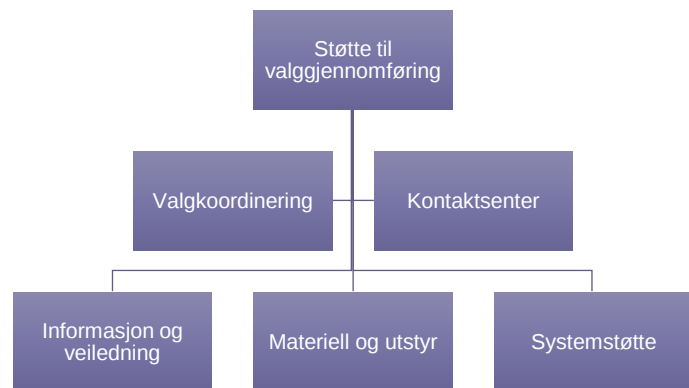 Støtte til
valggjennomføring
Valgkoordinering
Kontaktsenter
Informasjon og
veiledning
Materiell og utstyr
Systemstøtte